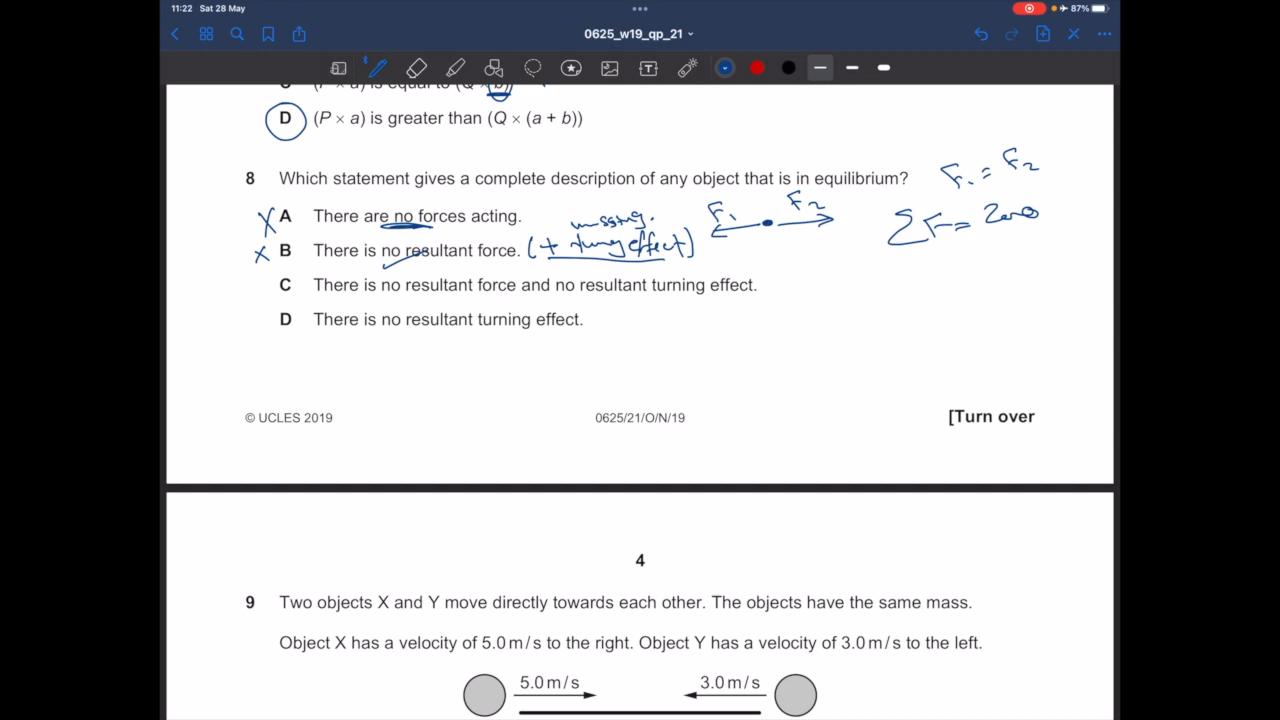 11:22 Sat 28 May
87%
0625_w19_qp_21
(P × a) is equal to (Q × b)
D (P × a) is greater than (Q × (a + b))
8 Which statement gives a complete description of any object that is in equilibrium?
F1 = F2
X A There are no forces acting.
missing.
F1 F2
ΣF= Zero
X B There is no resultant force. (+ turning effect)
C There is no resultant force and no resultant turning effect.
D There is no resultant turning effect.
© UCLES 2019 0625/21/O/N/19 [Turn over
4
9 Two objects X and Y move directly towards each other. The objects have the same mass.
Object X has a velocity of 5.0 m / s to the right. Object Y has a velocity of 3.0 m / s to the left.
5.0 m / s 3.0 m / s